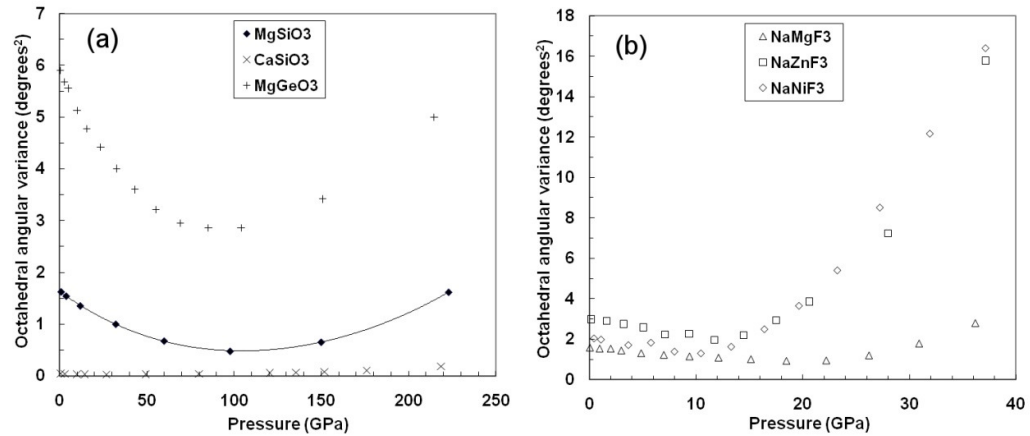 (a)
MgSiO3
CaSiO3
MgGeO3
Octahedral angular variance (degrees²)
7
6
5
4
3
2
1
0
0 50 100 150 200 250
Pressure (GPa)
(b)
NaMgF3
NaZnF3
NaNiF3
Octahedral anglular variance (degrees²)
18
16
14
12
10
8
6
4
2
0
0 10 20 30 40
Pressure (GPa)